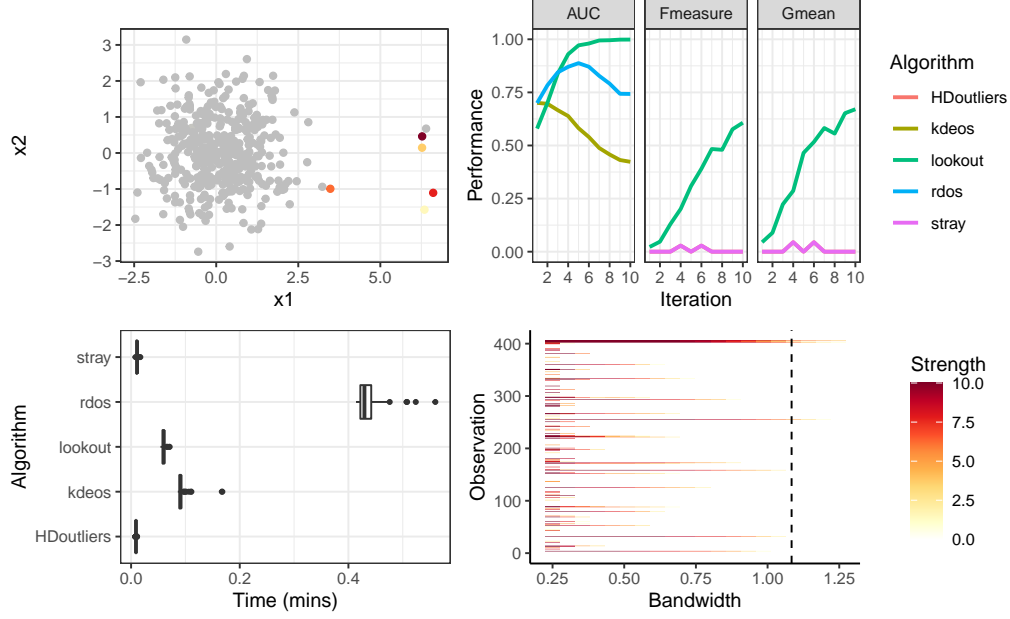 AUC Fmeasure Gmean
3
2
1
0
−1
−2
−3
x2
−2.5 0.0 2.5 5.0
x1
1.00
0.75
0.50
0.25
0.00
Performance
2 4 6 8 10 2 4 6 8 10 2 4 6 8 10
Iteration
Algorithm
HDoutliers
kdeos
lookout
rdos
stray
stray
rdos
lookout
kdeos
HDoutliers
Algorithm
0.0 0.2 0.4
Time (mins)
400
300
200
100
0
Observation
0.25 0.50 0.75 1.00 1.25
Bandwidth
Strength
10.0
7.5
5.0
2.5
0.0